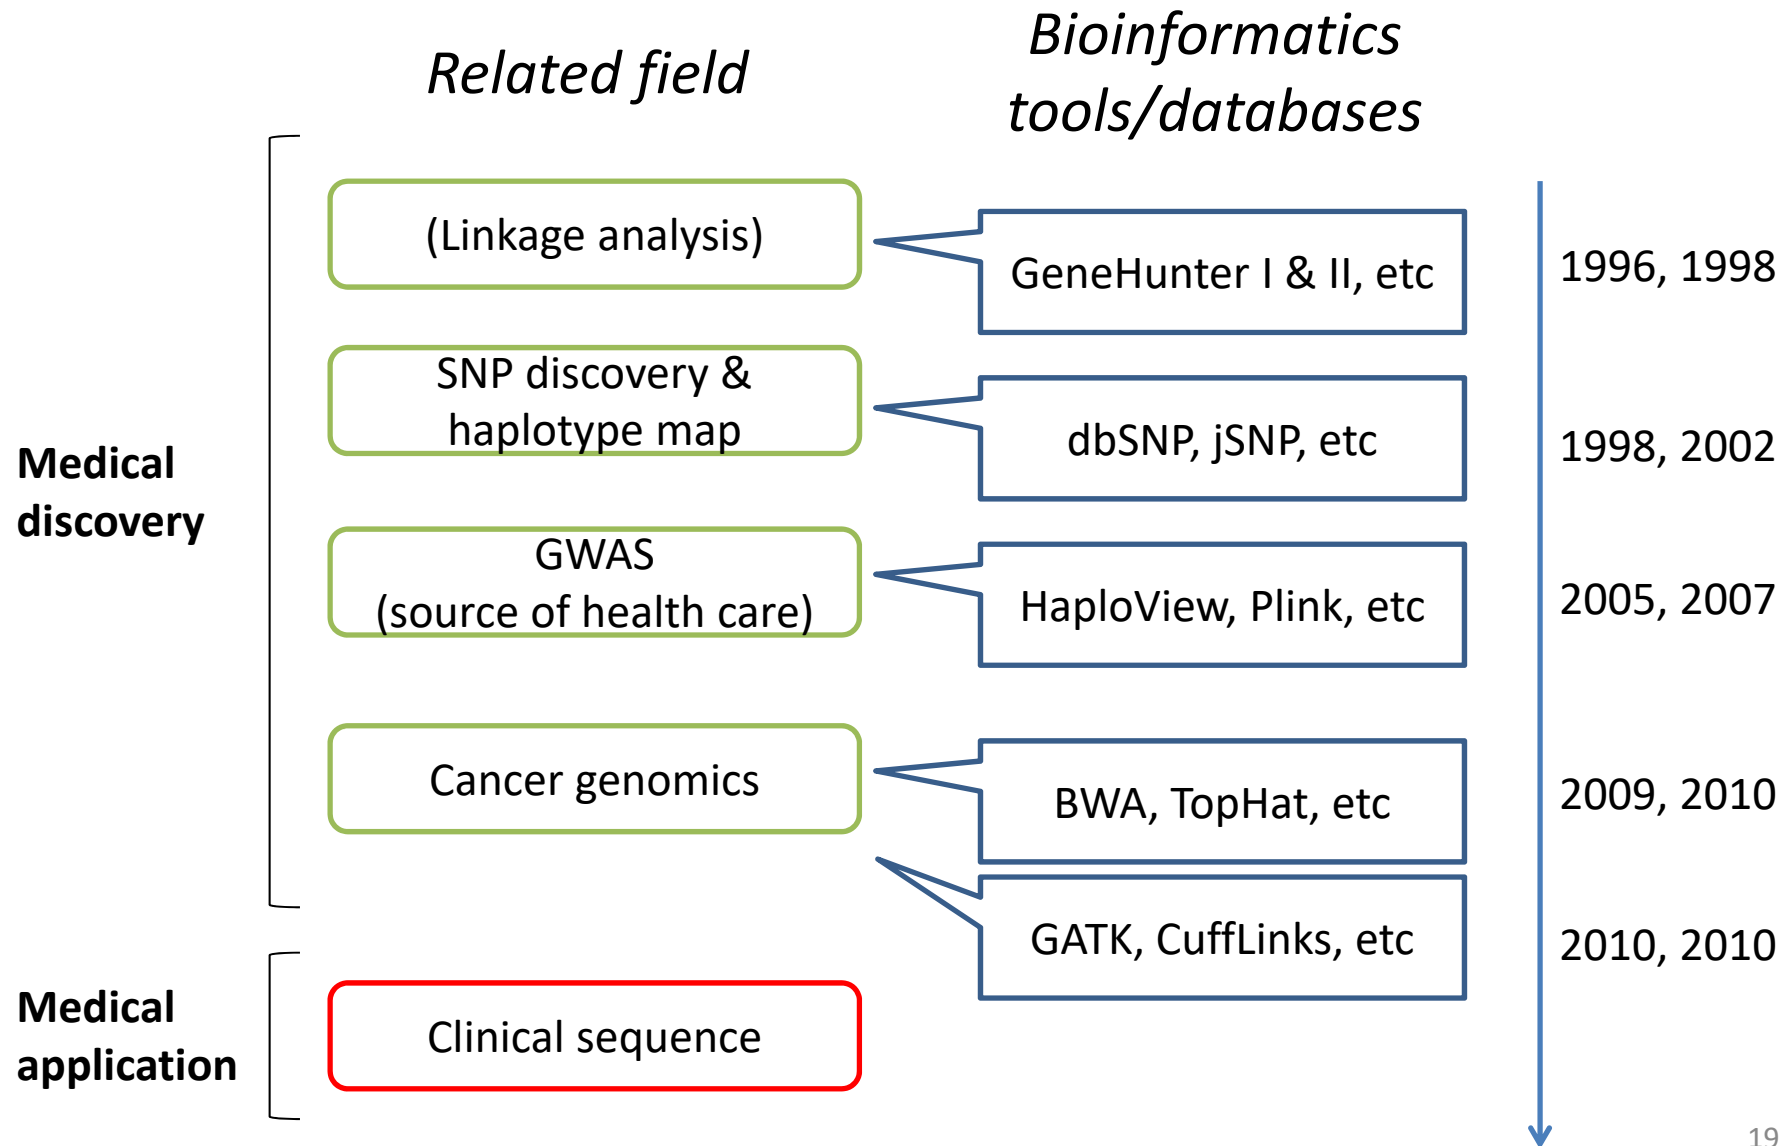 Related field
Bioinformatics
tools/databases
Medical
discovery
(Linkage analysis)
GeneHunter I & II, etc
1996, 1998
SNP discovery &
haplotype map
dbSNP, jSNP, etc
1998, 2002
GWAS
(source of health care)
HaploView, Plink, etc
2005, 2007
Cancer genomics
BWA, TopHat, etc
2009, 2010
GATK, CuffLinks, etc
2010, 2010
Medical
application
Clinical sequence
19